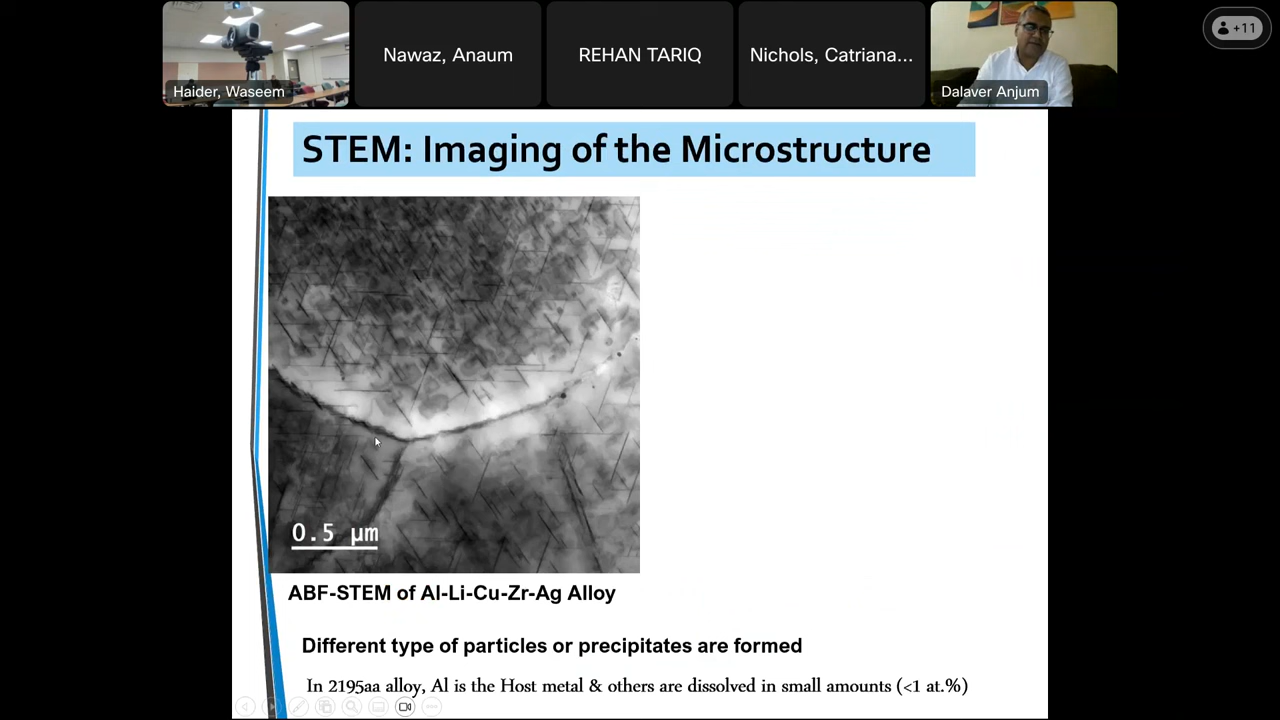 Haider, Waseem
Nawaz, Anaum
REHAN TARIQ
Nichols, Catriana...
Dalaver Anjum
+11
STEM: Imaging of the Microstructure
0.5 µm
ABF-STEM of Al-Li-Cu-Zr-Ag Alloy
Different type of particles or precipitates are formed
In 2195aa alloy, Al is the Host metal & others are dissolved in small amounts (<1 at.%)